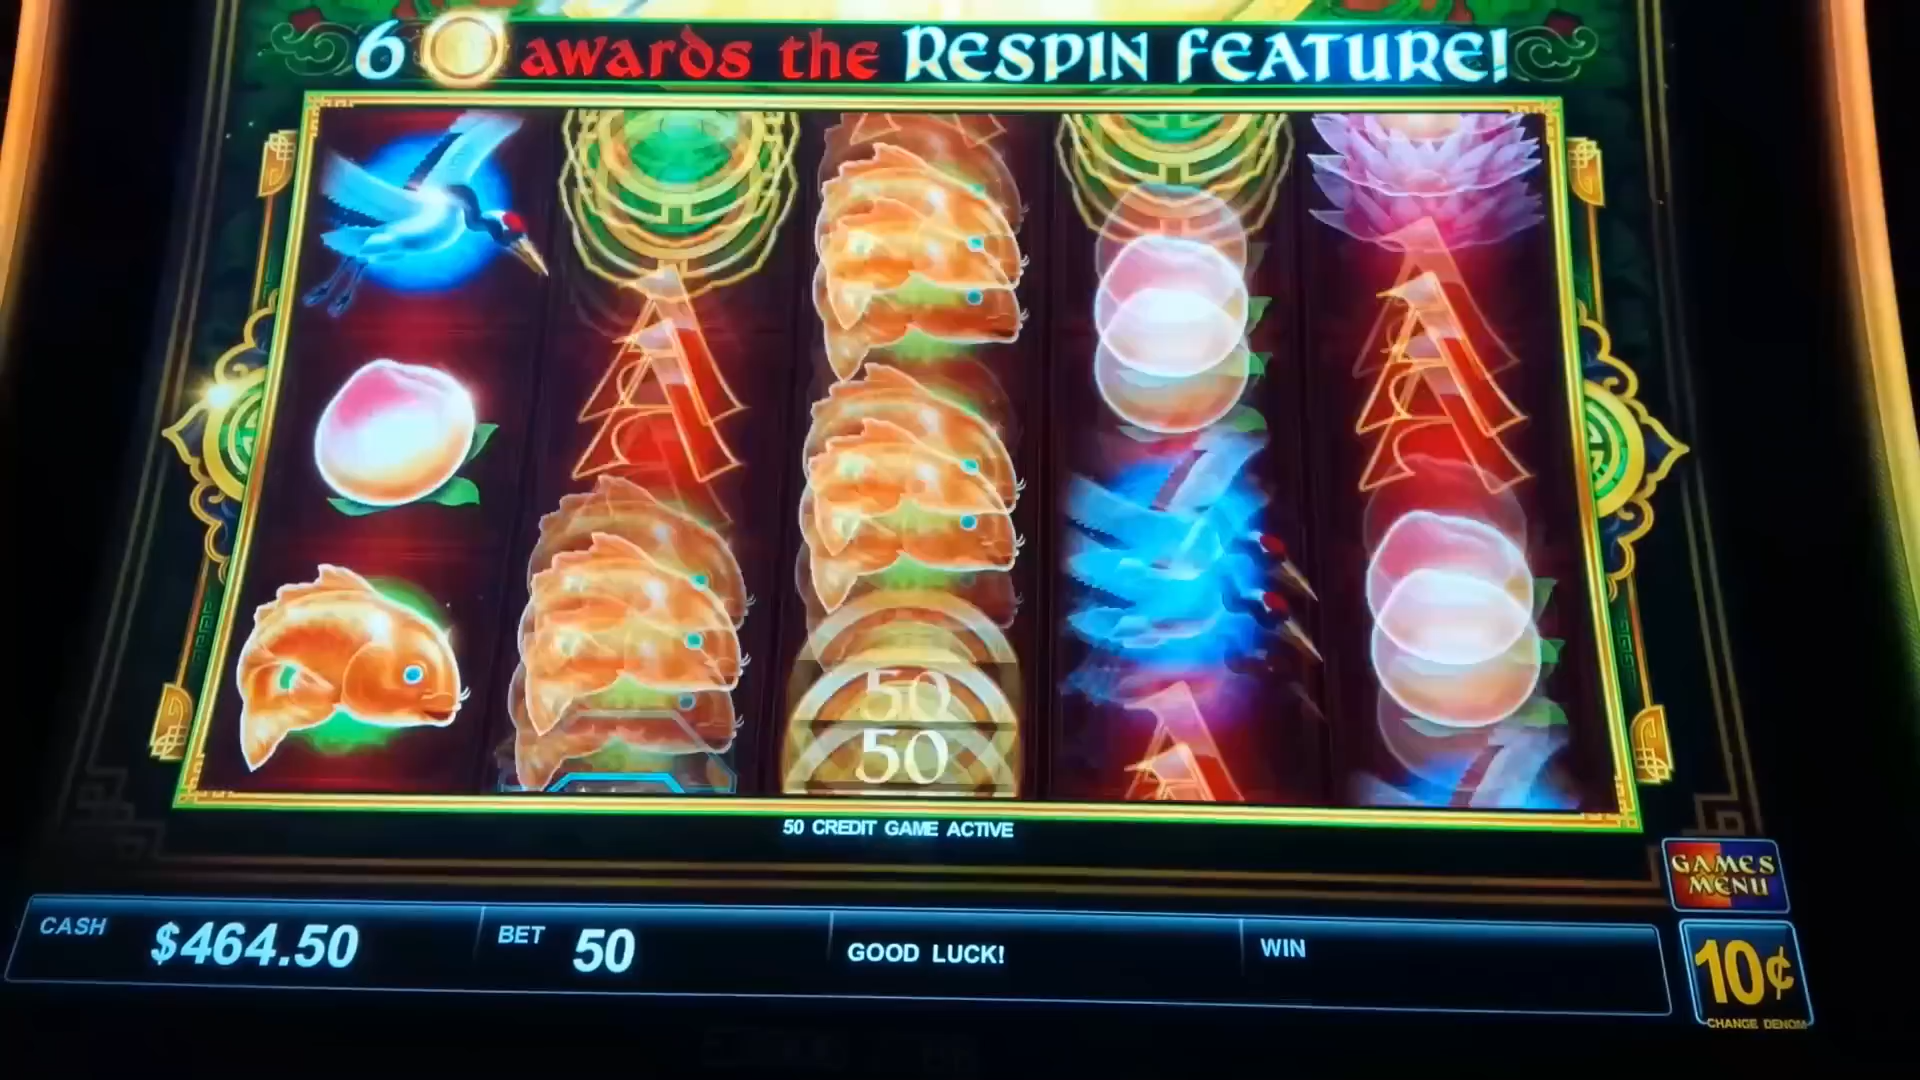 6 awards the RESPIN FEATURE!
A
A
A
A
50
50
A
50 CREDIT GAME ACTIVE
GAMES
MENU
CASH $464.50
BET 50
GOOD LUCK!
WIN
10¢
CHANGE DENOM